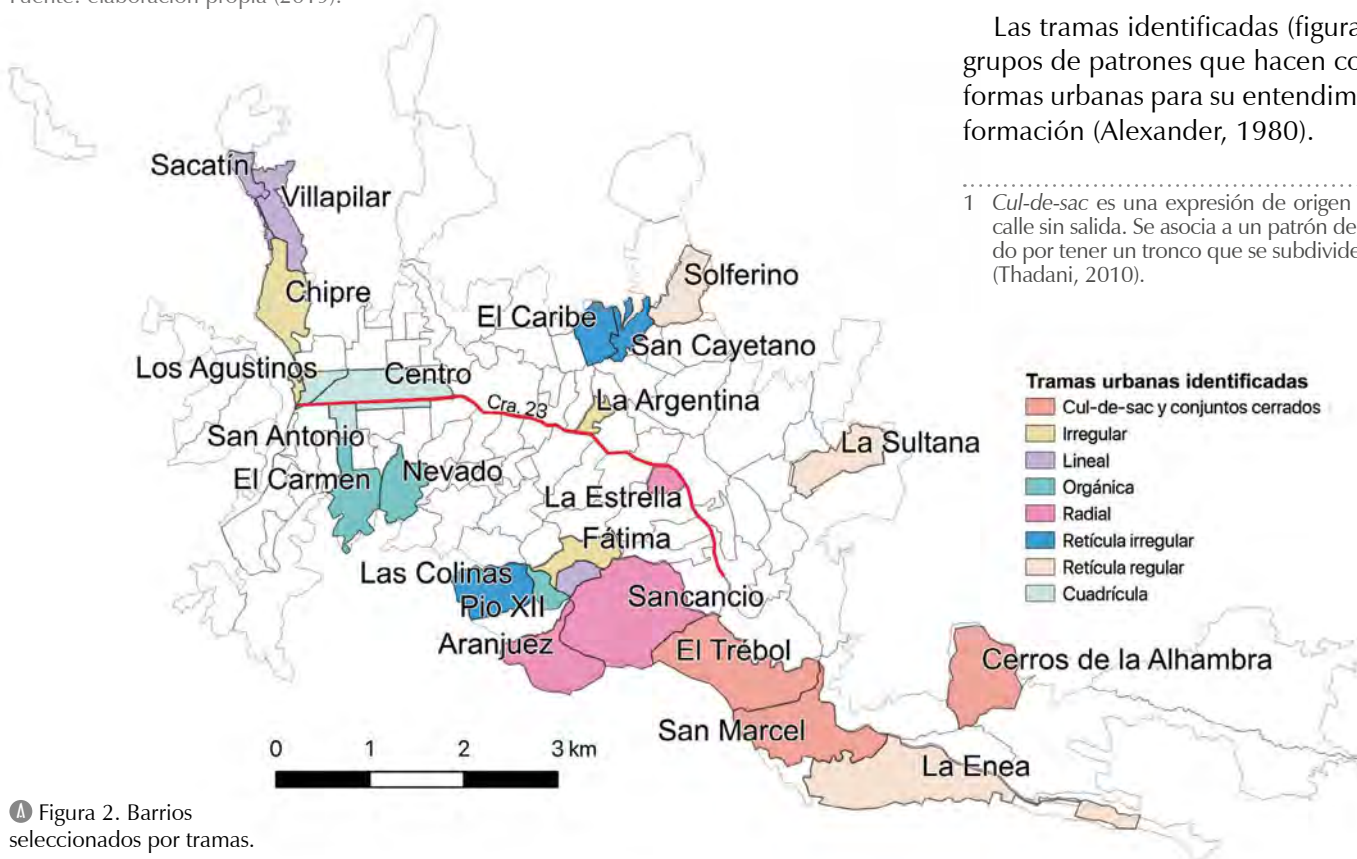 Las tramas identificadas (figura
grupos de patrones que hacen co
formas urbanas para su entendim
formación (Alexander, 1980).
1 Cul-de-sac es una expresión de origen
calle sin salida. Se asocia a un patrón de
do por tener un tronco que se subdivide
(Thadani, 2010).
Sacatín
Villapilar
Chipre
Solferino
El Caribe
San Cayetano
Los Agustinos
Centro
Cra. 23
La Argentina
San Antonio
El Carmen
Nevado
La Sultana
La Estrella
Fátima
Las Colinas
Pio XII
Sancancio
Aranjuez
El Trébol
Cerros de la Alhambra
San Marcel
La Enea
Tramas urbanas identificadas
Cul-de-sac y conjuntos cerrados
Irregular
Lineal
Orgánica
Radial
Retícula irregular
Retícula regular
Cuadrícula
0 1 2 3 km
Figura 2. Barrios
seleccionados por tramas.